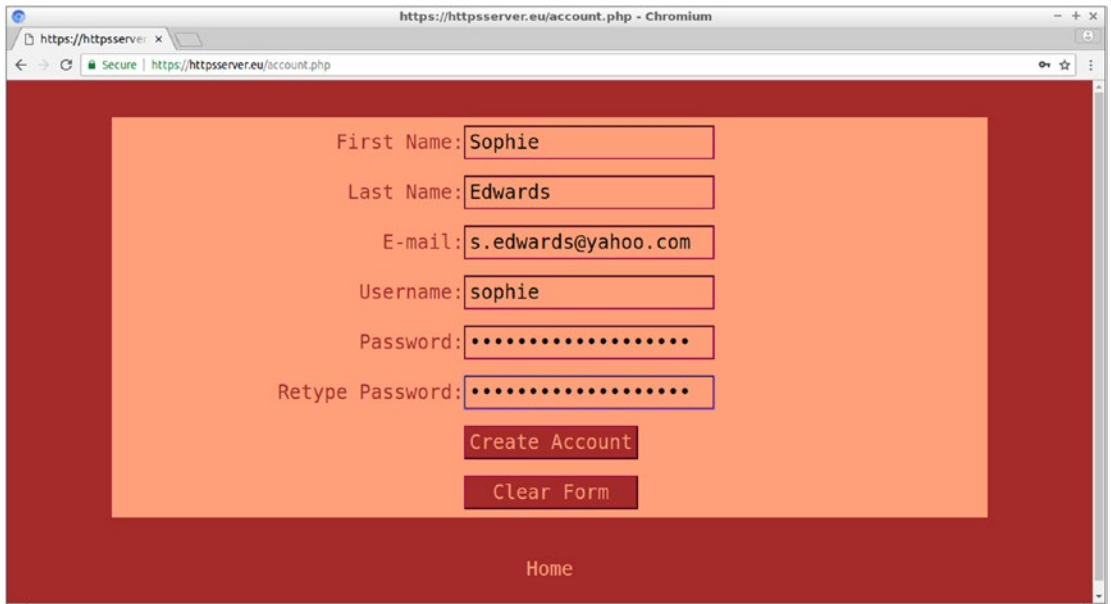 https://httpsserver.eu/account.php - Chromium
https://httpsserver
Secure | https://httpsserver.eu/account.php
First Name: Sophie
Last Name: Edwards
E-mail: s.edwards@yahoo.com
Username: sophie
Password: •••••••••••••••••••
Retype Password: •••••••••••••••••••
Create Account
Clear Form
Home